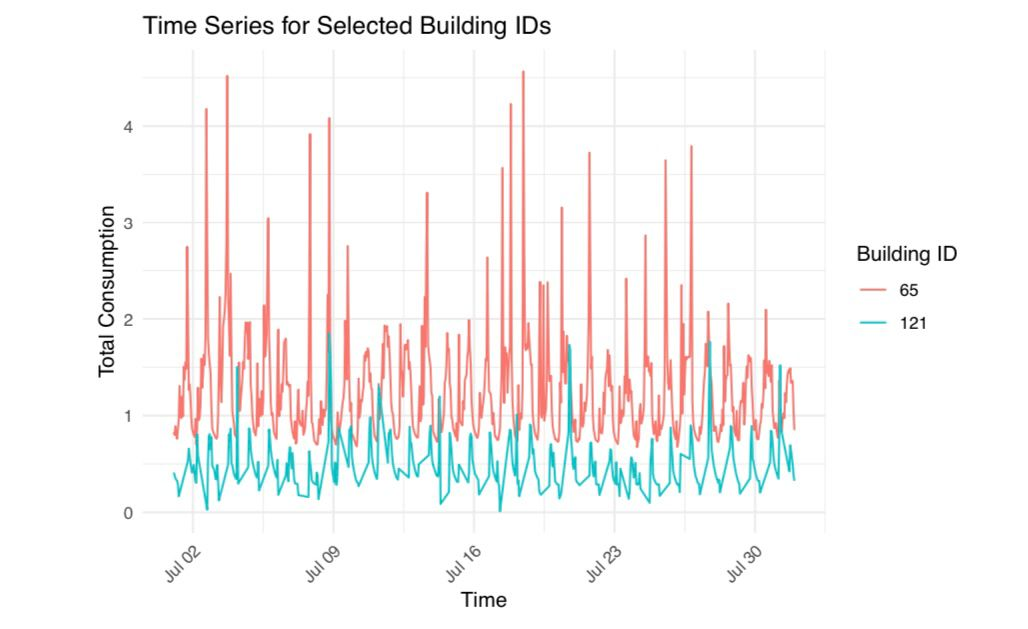 Time Series for Selected Building IDs
Total Consumption
4
3
2
1
0
Jul 02
Jul 09
Jul 16
Jul 23
Jul 30
Time
Building ID
65
121